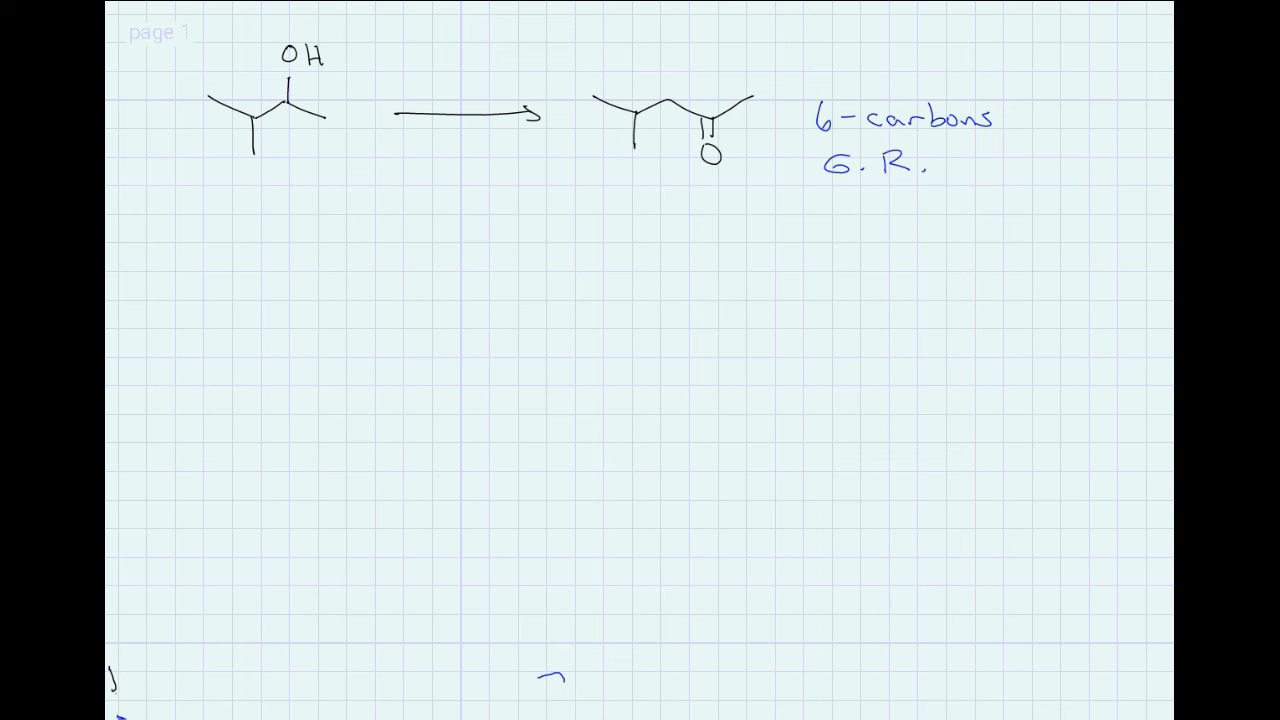 page 1
OH
6-carbons
G. R.
O